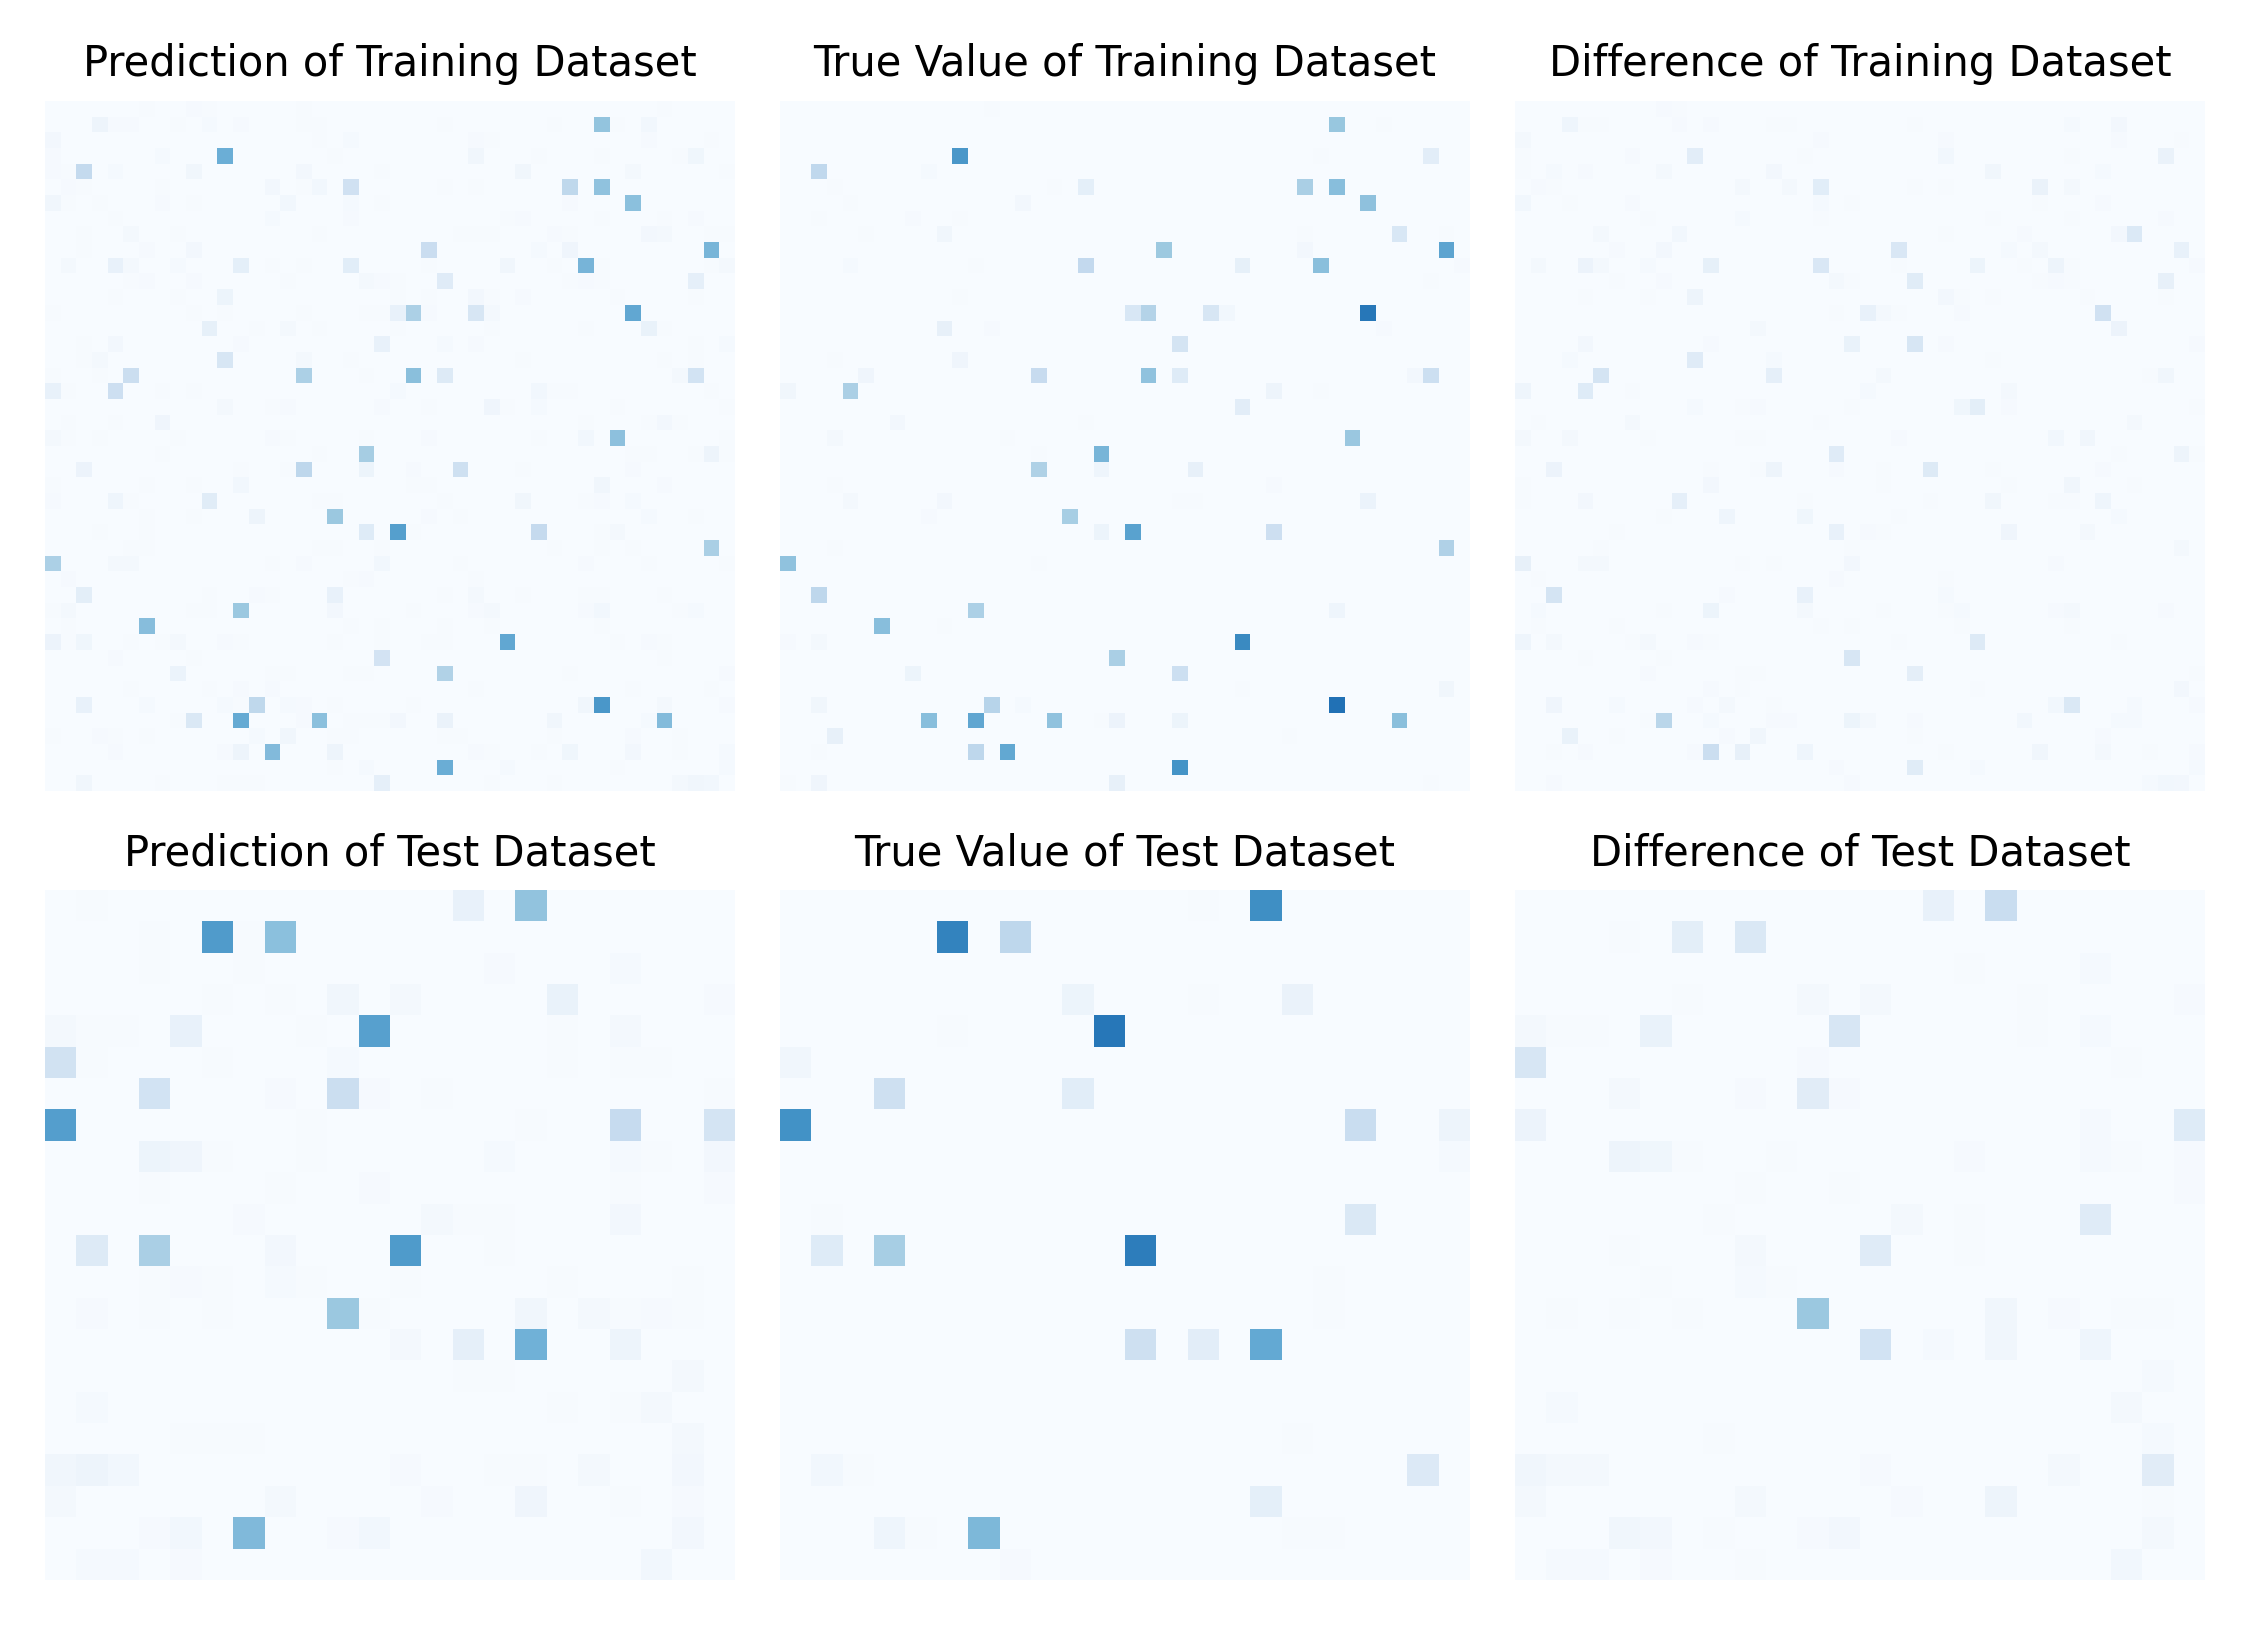 Prediction of Training Dataset
True Value of Training Dataset
Difference of Training Dataset
Prediction of Test Dataset
True Value of Test Dataset
Difference of Test Dataset